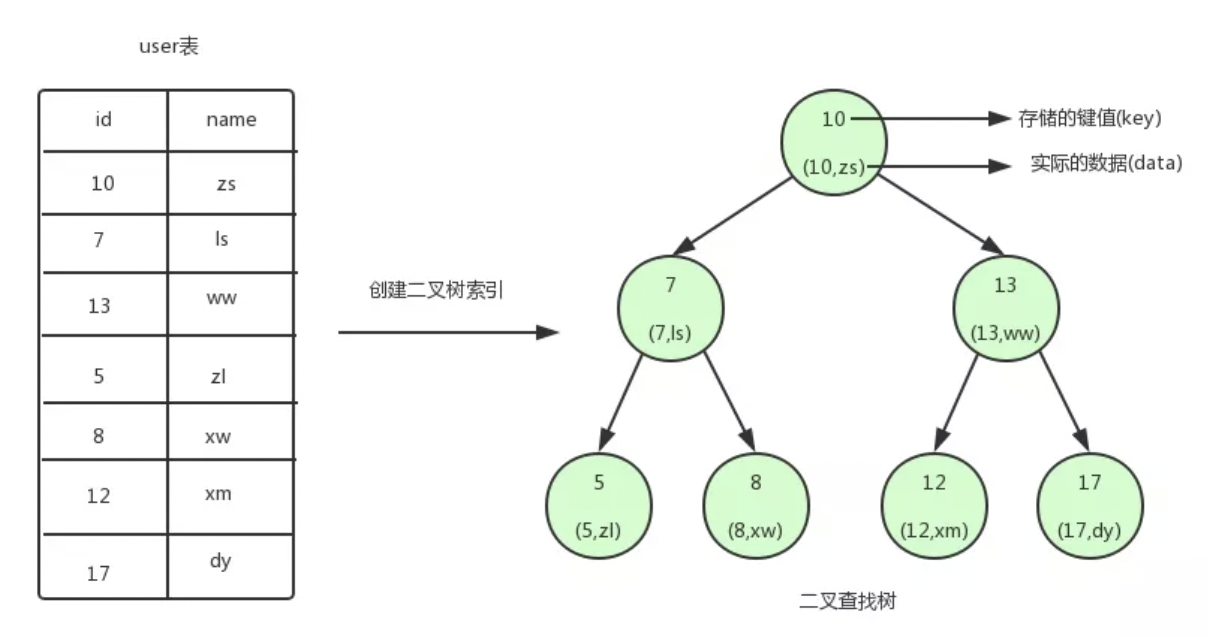 user表
id name
10 zs
7 ls
13 ww
5 zl
8 xw
12 xm
17 dy
创建二叉树索引
10
(10,zs)
存储的键值(key)
实际的数据(data)
7
(7,ls)
13
(13,ww)
5
(5,zl)
8
(8,xw)
12
(12,xm)
17
(17,dy)
二叉查找树